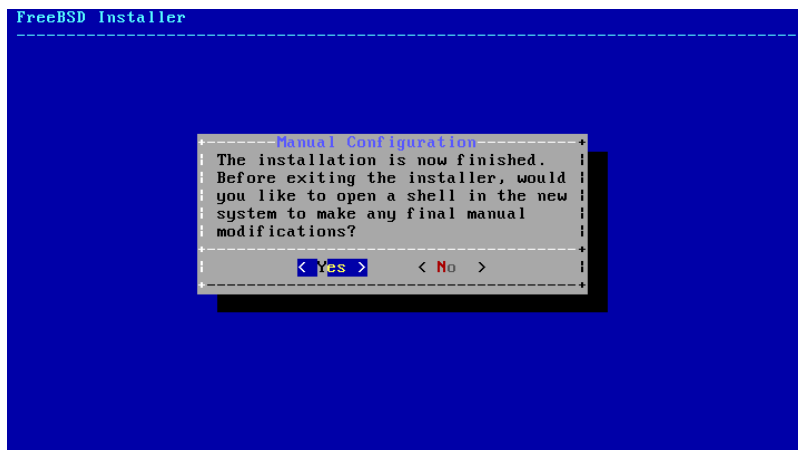 FreeBSD Installer
Manual Configuration
The installation is now finished.
Before exiting the installer, would
you like to open a shell in the new
system to make any final manual
modifications?
< Yes > < No >